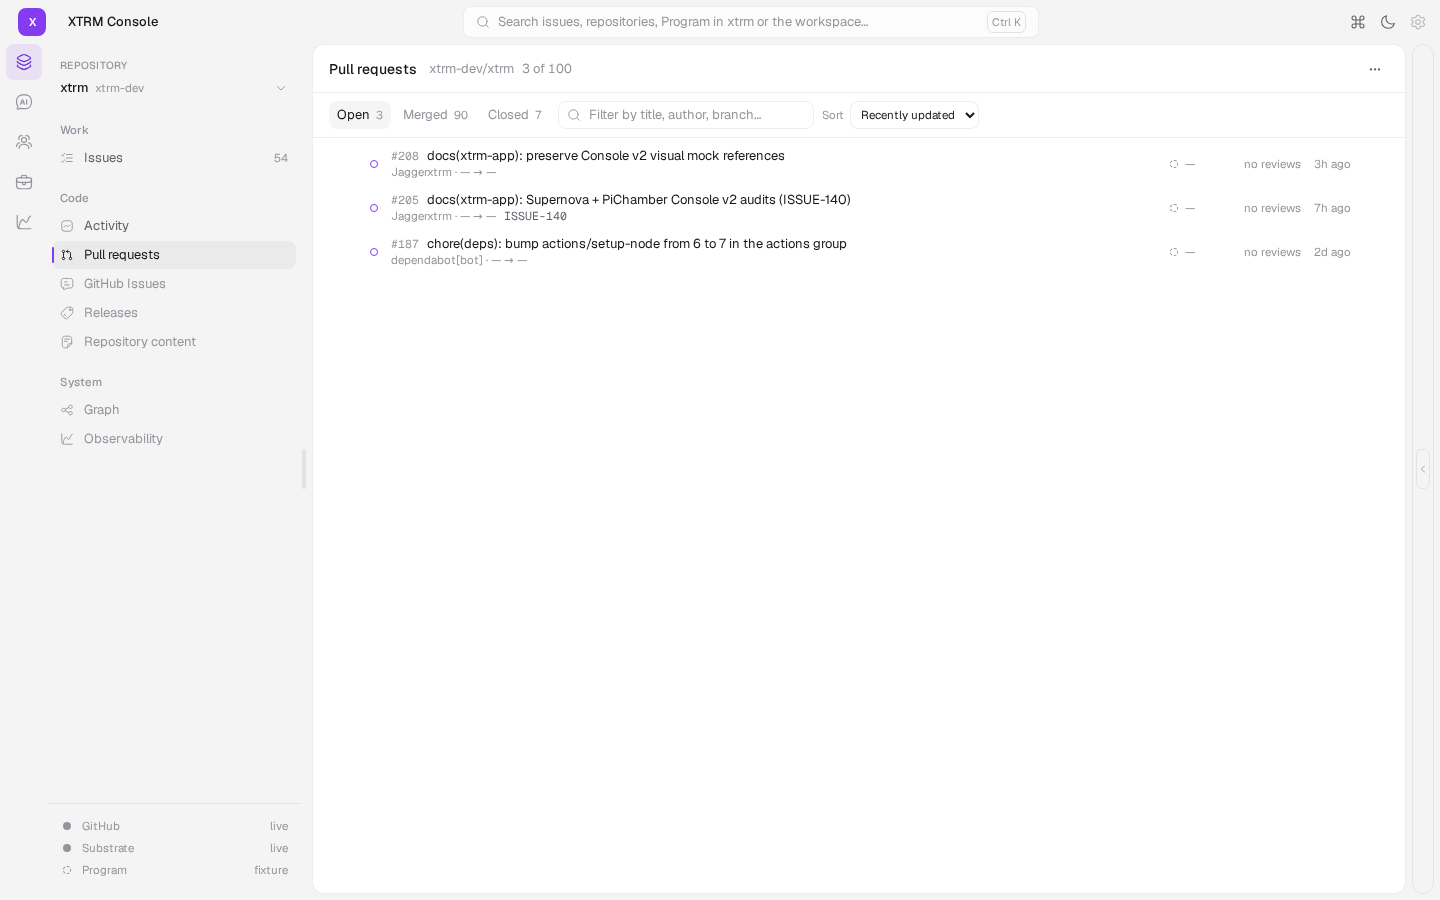 X XTRM Console
Search issues, repositories, Program in xtrm or the workspace... Ctrl K
REPOSITORY
xtrm xtrm-dev
Work
Issues 54
Code
Activity
Pull requests
GitHub Issues
Releases
Repository content
System
Graph
Observability
GitHub live
Substrate live
Program fixture
AI
Pull requests xtrm-dev/xtrm 3 of 100
Open 3 Merged 90 Closed 7 Filter by title, author, branch... Sort Recently updated
#208 docs(xtrm-app): preserve Console v2 visual mock references
Jaggerxtrm · — → —
— no reviews 3h ago
#205 docs(xtrm-app): Supernova + PiChamber Console v2 audits (ISSUE-140)
Jaggerxtrm · — → — ISSUE-140
— no reviews 7h ago
#187 chore(deps): bump actions/setup-node from 6 to 7 in the actions group
dependabot[bot] · — → —
— no reviews 2d ago